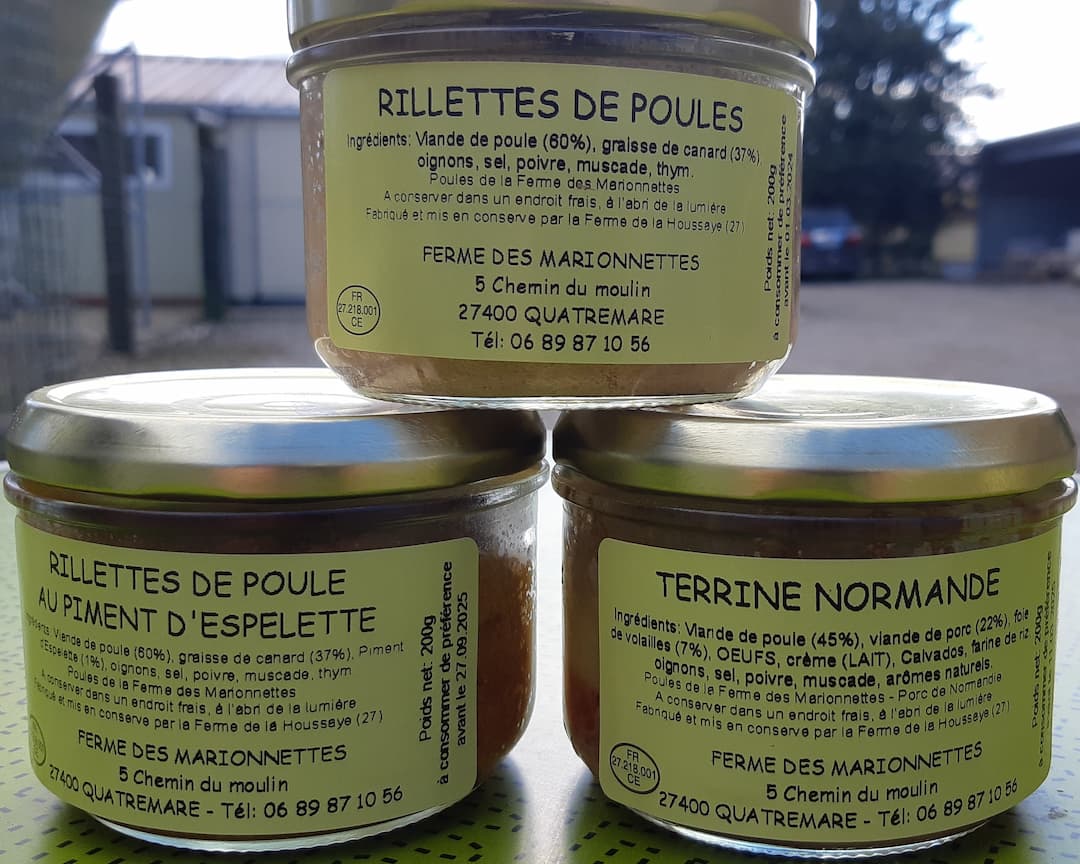 RILLETTES DE POULES
Ingrédients: Viande de poule (60%), graisse de canard (37%),
oignons, sel, poivre, muscade, thym.
Poules de la Ferme des Marionnettes
A conserver dans un endroit frais, à l'abri de la lumière
Fabriqué et mis en conserve par la Ferme de la Houssaye (27)
FERME DES MARIONNETTES
5 Chemin du moulin
27400 QUATREMARE
Tél: 06 89 87 10 56
FR
27.218.001
CE
Poids net: 200g
à consommer de préférence
avant le 01.03.2024
RILLETTES DE POULE
AU PIMENT D'ESPELETTE
Ingrédients: Viande de poule (60%), graisse de canard (37%), Piment
d'Espelette (1%), oignons, sel, poivre, muscade, thym
Poules de la Ferme des Marionnettes
A conserver dans un endroit frais, à l'abri de la lumière
Fabriqué et mis en conserve par la Ferme de la Houssaye (27)
FERME DES MARIONNETTES
5 Chemin du moulin
27400 QUATREMARE - Tél: 06 89 87 10 56
Poids net: 200g
à consommer de préférence
avant le 27.09.2025
TERRINE NORMANDE
Ingrédients: Viande de poule (45%), viande de porc (22%), foie
de volailles (7%), OEUFS, crème (LAIT), Calvados, farine de riz,
oignons, sel, poivre, muscade, arômes naturels.
Poules de la Ferme des Marionnettes - Porc de Normandie
A conserver dans un endroit frais, à l'abri de la lumière
Fabriqué et mis en conserve par la Ferme de la Houssaye (27)
FERME DES MARIONNETTES
5 Chemin du moulin
27400 QUATREMARE - Tél: 06 89 87 10 56
FR
27.218.001
CE
Poids net: 200g
à consommer de préférence